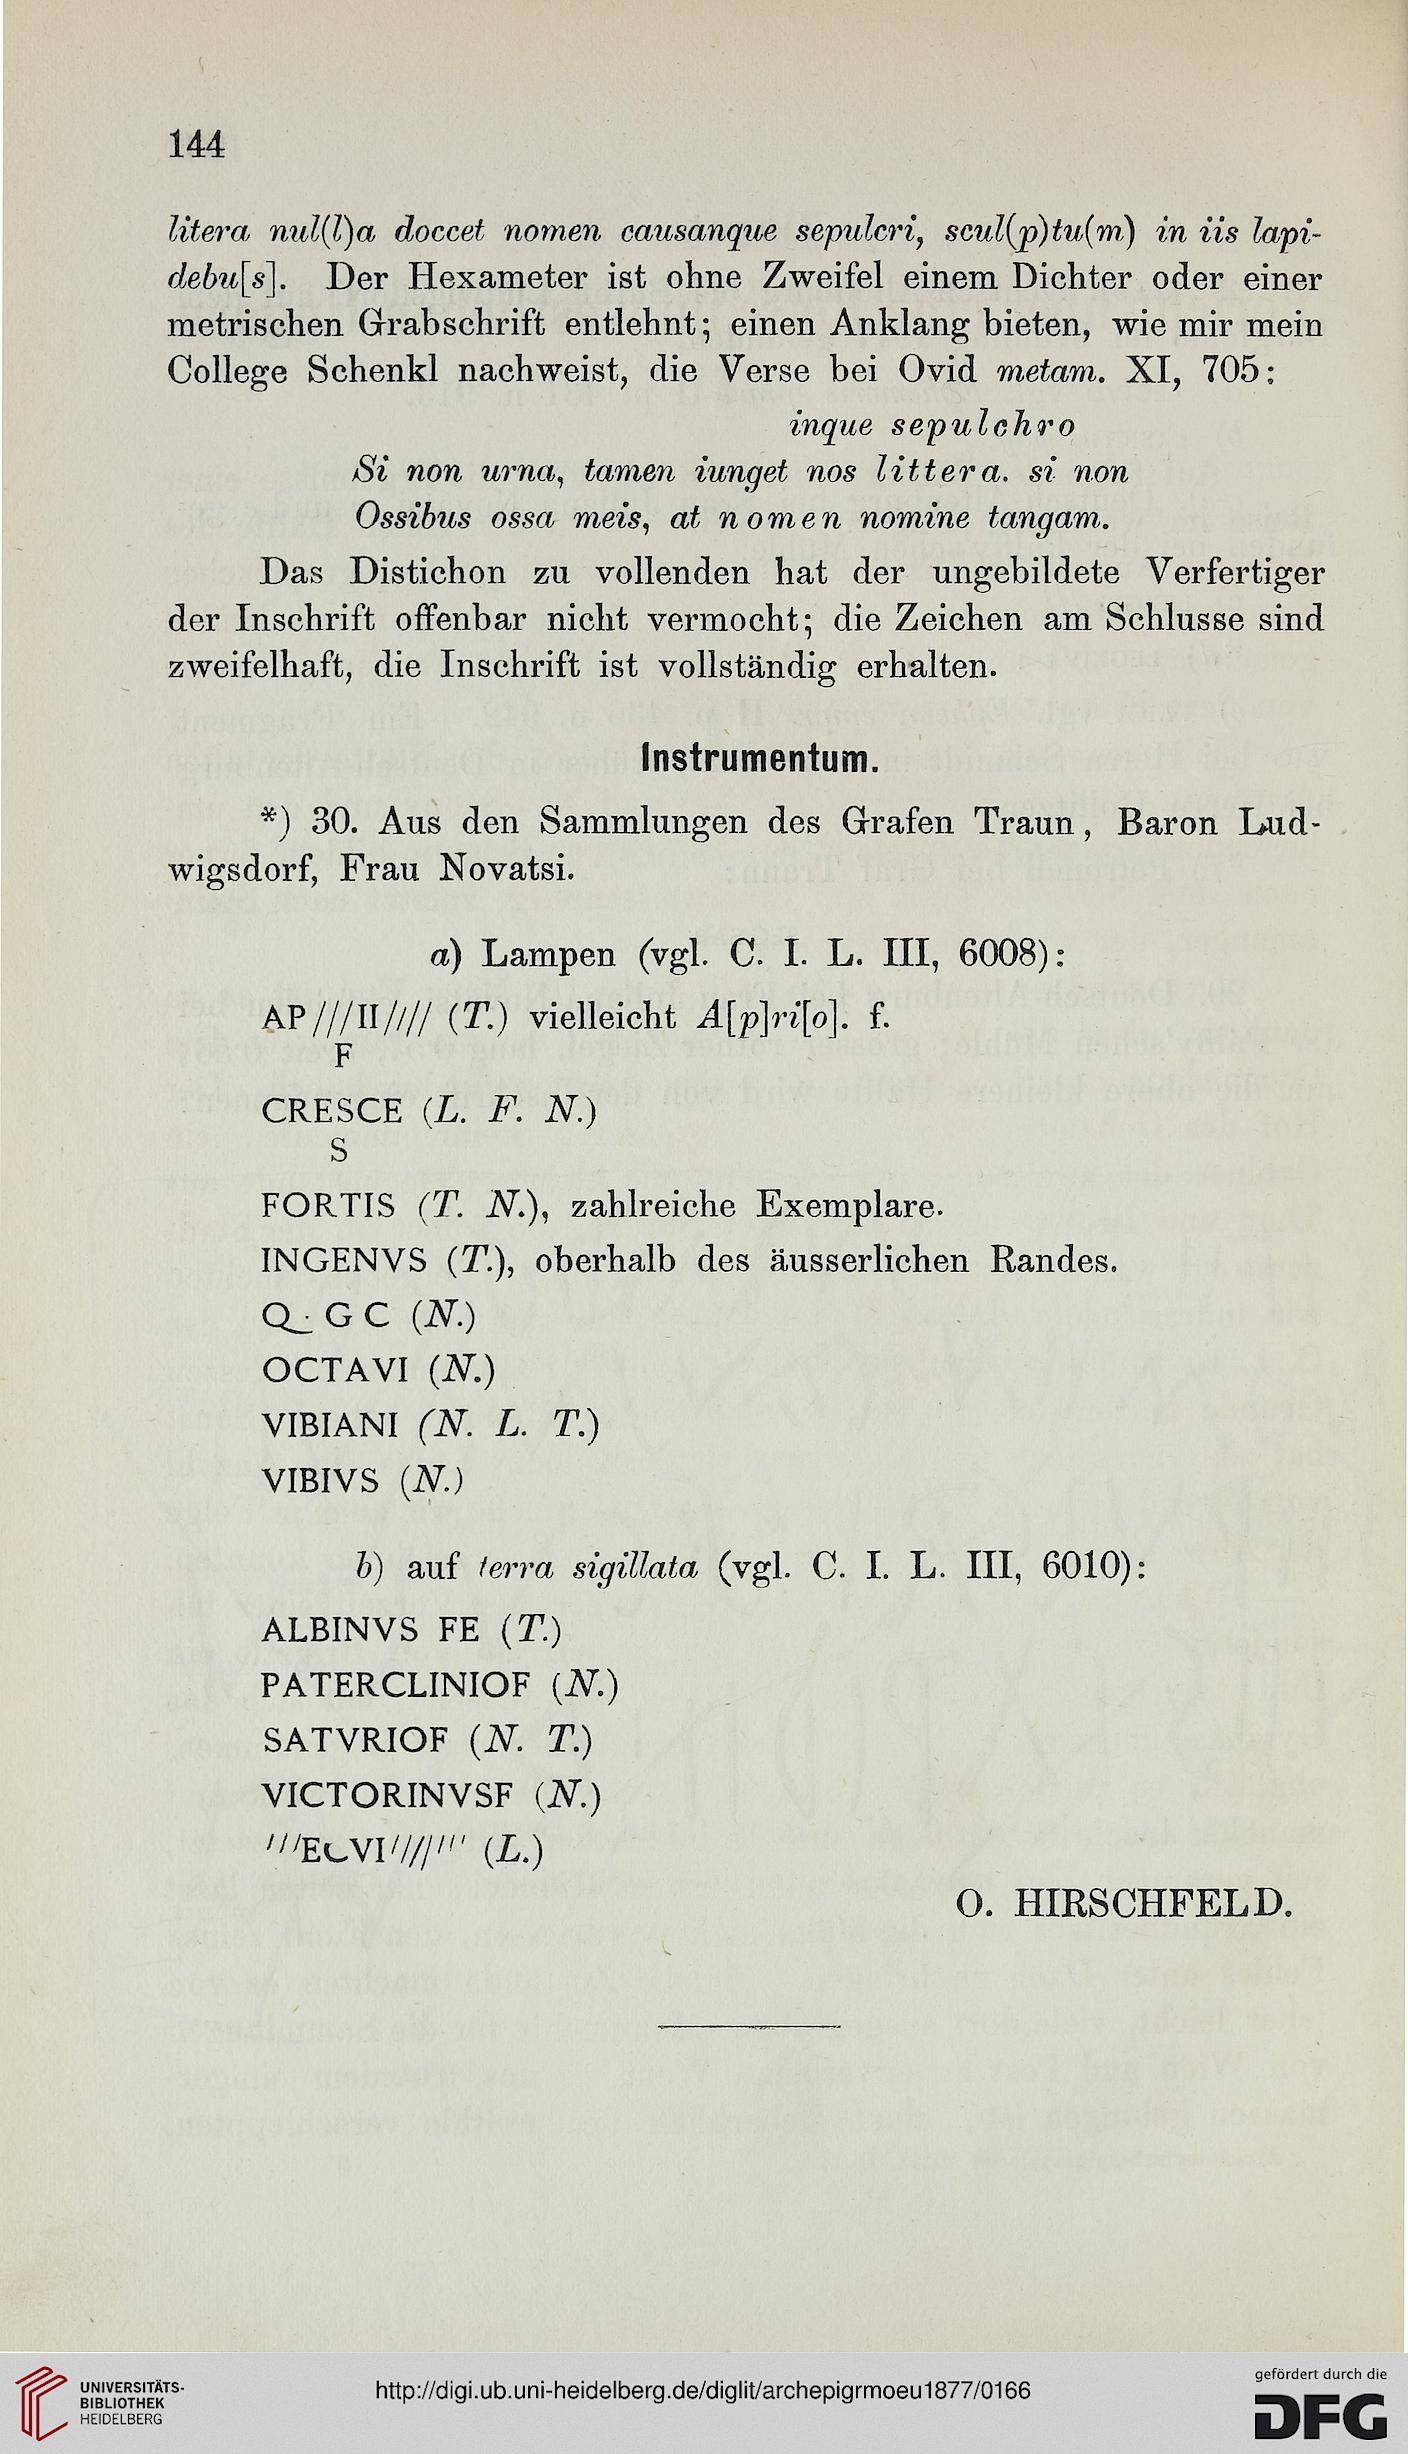 144
litera nul(l)a doccet nomen causanque sepulcri, scul(p)tu(m) in iis lapi-
debu[s]. Der Hexameter ist ohne Zweifel einem Dichter oder einer
metrischen Grabschrift entlehnt; einen Anklang bieten, wie mir mein
College Schenkl nachweist, die Verse bei Ovid metam. XI, 705:
inque sepulchro
Si non urna, tamen iunget nos littera. si non
Ossibus ossa meis, at nomen nomine tangam.
Das Distichon zu vollenden hat der ungebildete Verfertiger
der Inschrift offenbar nicht vermocht; die Zeichen am Schlusse sind
zweifelhaft, die Inschrift ist vollständig erhalten.
Instrumentum.
*) 30. Aus den Sammlungen des Grafen Traun, Baron Lud-
wigsdorf, Frau Novatsi.
a) Lampen (vgl. C. I. L. III, 6008):
AP///II//// (T.) vielleicht A[p]ri[o]. f.
F
CRESCE (L. F. N.)
S
FORTIS (T. N.), zahlreiche Exemplare.
INGENVS (T.), oberhalb des äusserlichen Randes.
Q · G C (N.)
OCTAVI (N.)
VIBIANI (N. L. T.)
VIBIVS (N.)
b) auf terra sigillata (vgl. C. I. L. III, 6010):
ALBINVS FE (T.)
PATERCLINIOF (N.)
SATVRIOF (N. T.)
VICTORINVSF (N.)
(L.)
O. HIRSCHFELD.
UNIVERSITÄTS-
BIBLIOTHEK
HEIDELBERG
http://digi.ub.uni-heidelberg.de/diglit/archepigrmoeu1877/0166
gefördert durch die
DFG